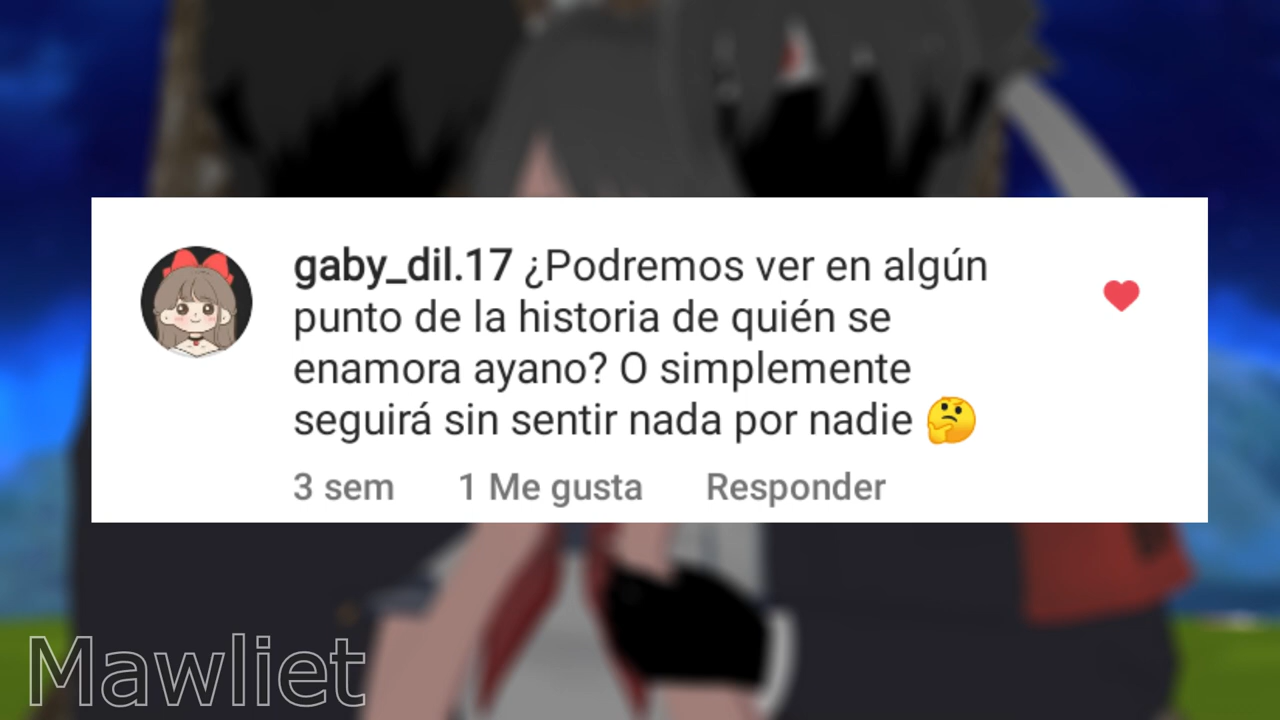 gaby_dil.17 ¿Podremos ver en algún
punto de la historia de quién se
enamora ayano? O simplemente
seguirá sin sentir nada por nadie 🤔
3 sem 1 Me gusta Responder
Mawliet